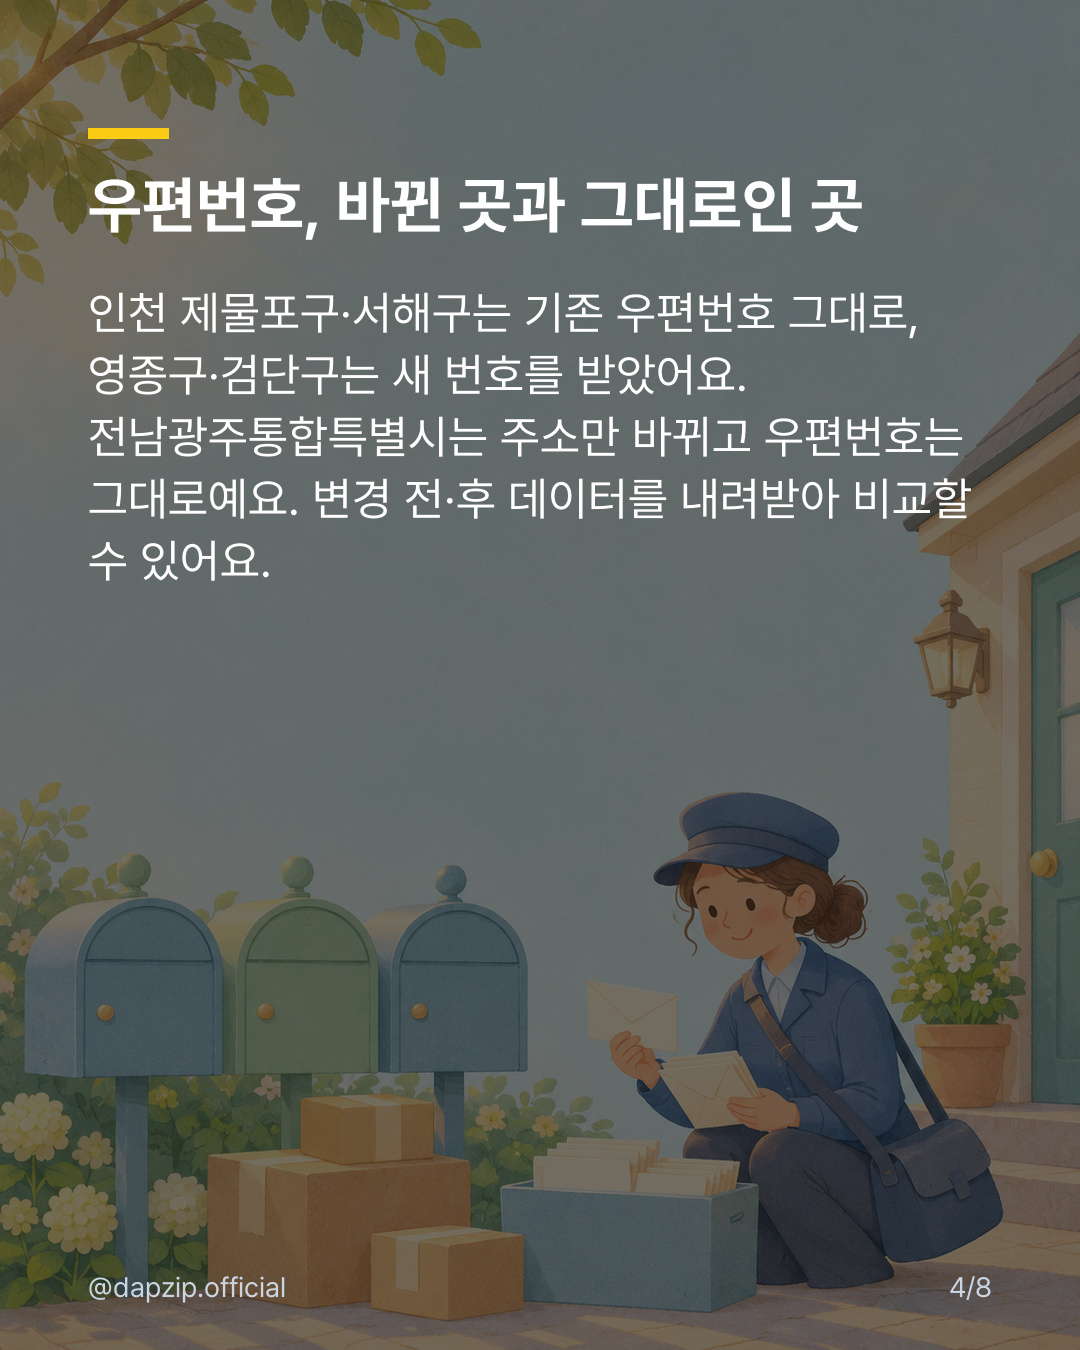 우편번호, 바뀐 곳과 그대로인 곳
인천 제물포구·서해구는 기존 우편번호 그대로,
영종구·검단구는 새 번호를 받았어요.
전남광주통합특별시는 주소만 바뀌고 우편번호는
그대로예요. 변경 전·후 데이터를 내려받아 비교할
수 있어요.
@dapzip.official
4/8